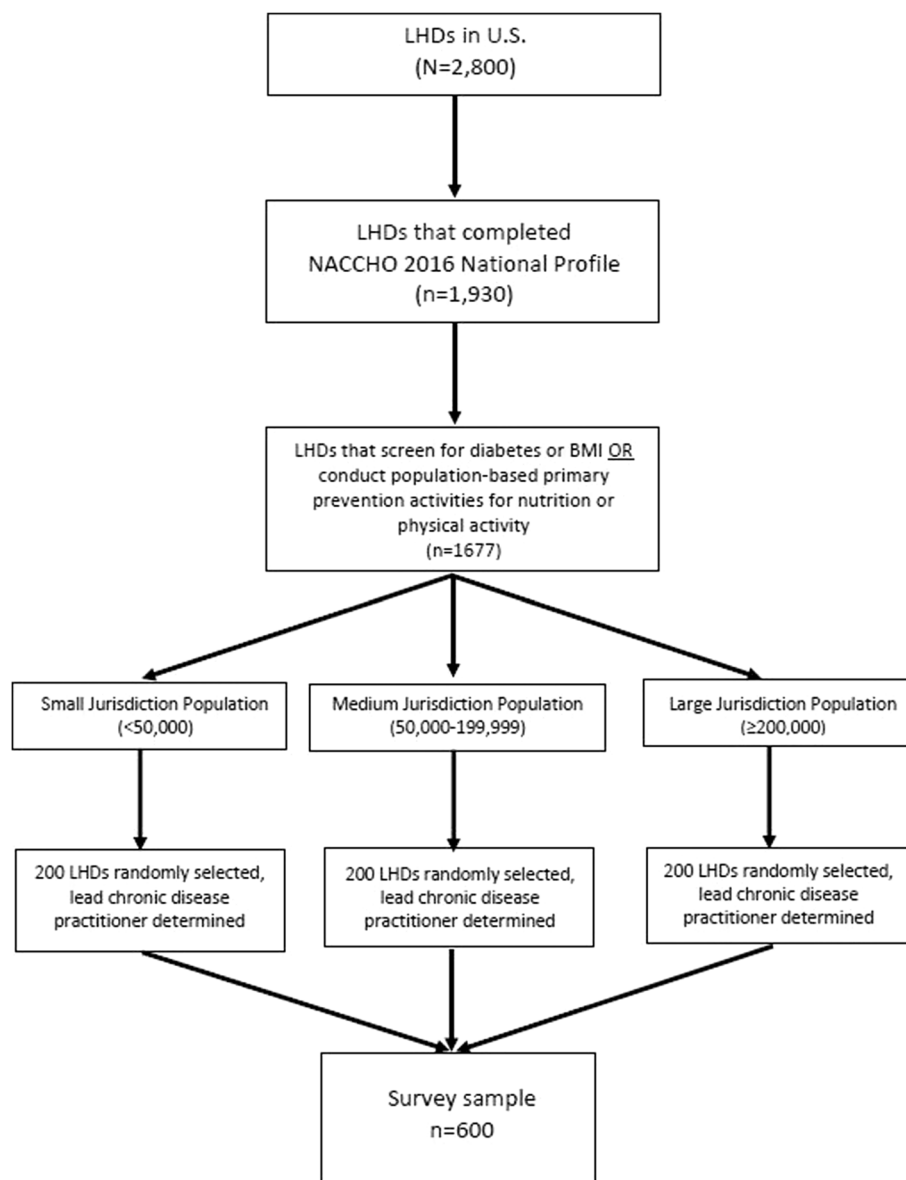 LHDs in U.S.
(N=2,800)
LHDs that completed
NACCHO 2016 National Profile
(n=1,930)
LHDs that screen for diabetes or BMI OR
conduct population-based primary
prevention activities for nutrition or
physical activity
(n=1677)
Small Jurisdiction Population
(<50,000)
Medium Jurisdiction Population
(50,000-199,999)
Large Jurisdiction Population
(≥200,000)
200 LHDs randomly selected,
lead chronic disease
practitioner determined
200 LHDs randomly selected,
lead chronic disease
practitioner determined
200 LHDs randomly selected,
lead chronic disease
practitioner determined
Survey sample
n=600